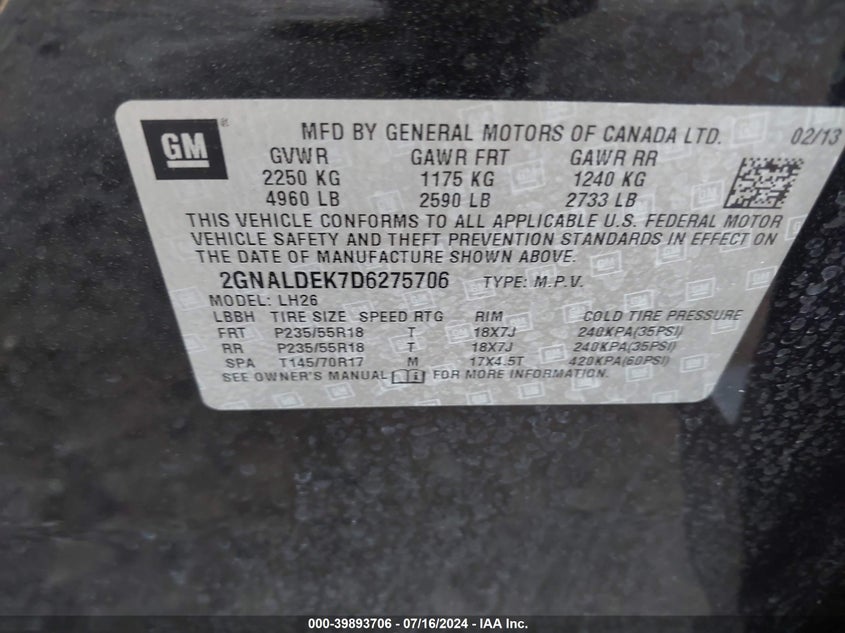 GM®
MFD BY GENERAL MOTORS OF CANADA LTD. 02/13
GVWR GAWR FRT GAWR RR
2250 KG 1175 KG 1240 KG
4960 LB 2590 LB 2733 LB
THIS VEHICLE CONFORMS TO ALL APPLICABLE U.S. FEDERAL MOTOR
VEHICLE SAFETY AND THEFT PREVENTION STANDARDS IN EFFECT ON
THE DATE OF MANUFACTURE SHOWN ABOVE.
2GNALDEK7D6275706 TYPE: M.P.V.
MODEL: LH26
LBBH TIRE SIZE SPEED RTG RIM COLD TIRE PRESSURE
FRT P235/55R18 T 18X7J 240KPA(35PSI)
RR P235/55R18 T 18X7J 240KPA(35PSI)
SPA T145/70R17 M 17X4.5T 420KPA(60PSI)
SEE OWNER'S MANUAL FOR MORE INFORMATION.
000-39893706 - 07/16/2024 - IAA Inc.